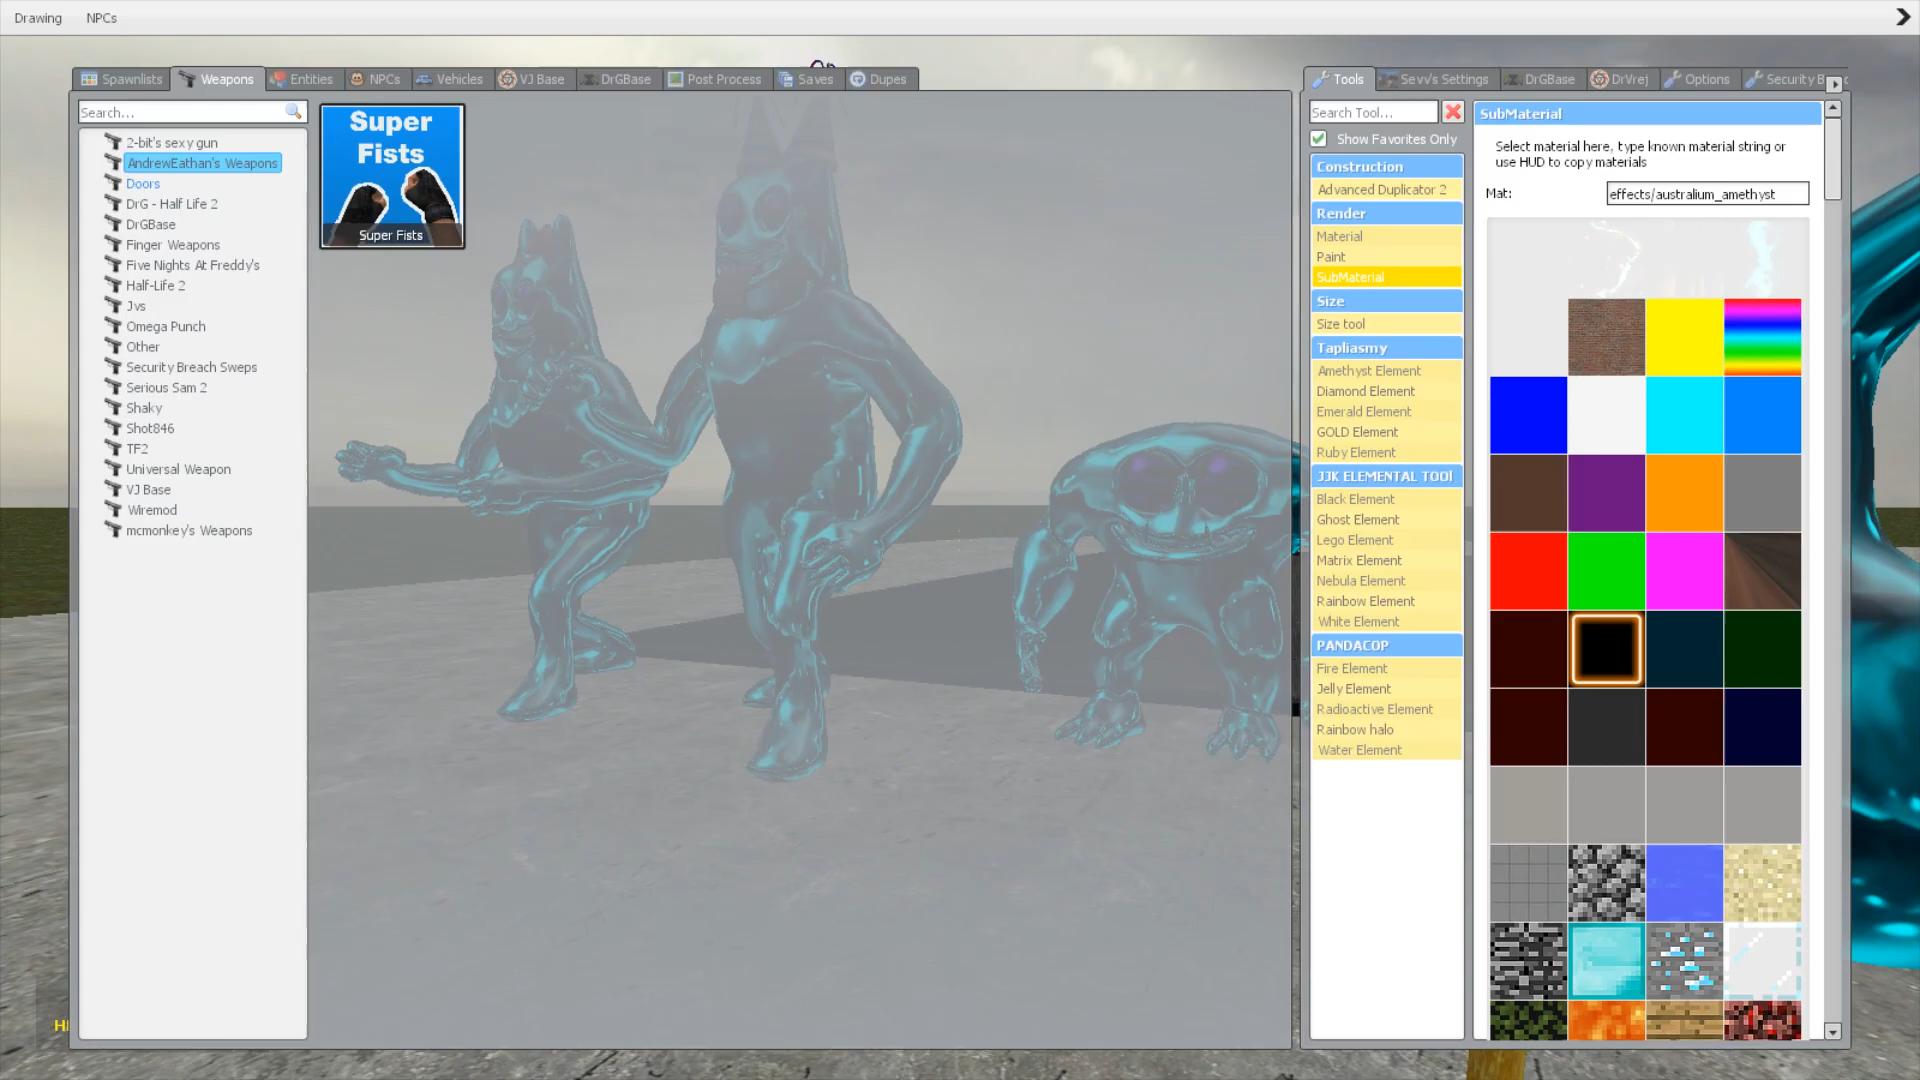 Drawing NPCs
Spawnlists Weapons Entities NPCs Vehicles VJ Base DrGBase Post Process Saves Dupes
Search...
2-bit's sexy gun
AndrewEathan's Weapons
Doors
DrG - Half Life 2
DrGBase
Finger Weapons
Five Nights At Freddy's
Half-Life 2
Jvs
Omega Punch
Other
Security Breach Sweps
Serious Sam 2
Shaky
Shot846
TF2
Universal Weapon
VJ Base
Wiremod
mcmonkey's Weapons
Super
Fists
Super Fists
Tools Sevv's Settings DrGBase DrVrej Options Security B
Search Tool...
Show Favorites Only
Construction
Advanced Duplicator 2
Render
Material
Paint
SubMaterial
Size
Size tool
Tapliasmy
Amethyst Element
Diamond Element
Emerald Element
GOLD Element
Ruby Element
JJK ELEMENTAL TOOl
Black Element
Ghost Element
Lego Element
Matrix Element
Nebula Element
Rainbow Element
White Element
PANDACOP
Fire Element
Jelly Element
Radioactive Element
Rainbow halo
Water Element
SubMaterial
Select material here, type known material string or
use HUD to copy materials
Mat: effects/australium_amethyst